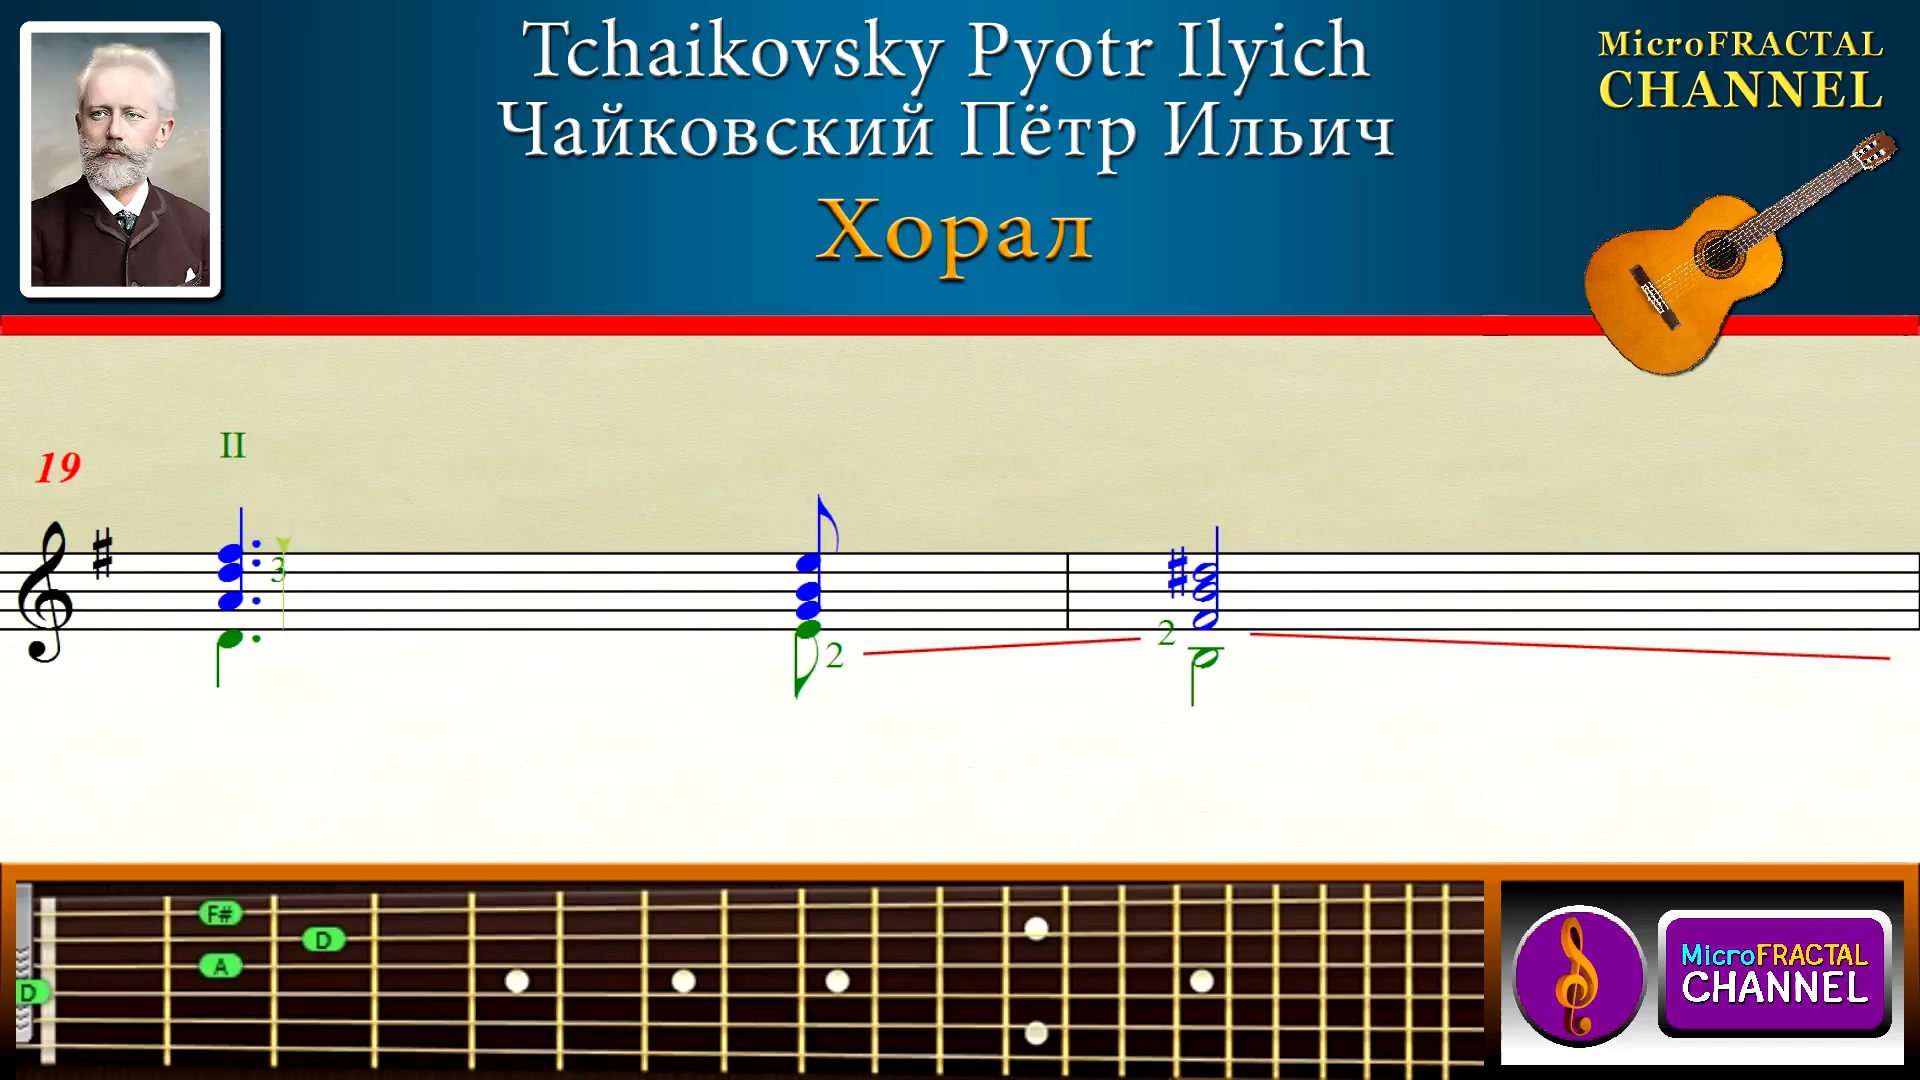 Tchaikovsky Pyotr Ilyich
Чайковский Пётр Ильич
Хорал
MicroFRACTAL
CHANNEL
II
19
3
2
2
F#
D
A
D
MicroFRACTAL
CHANNEL